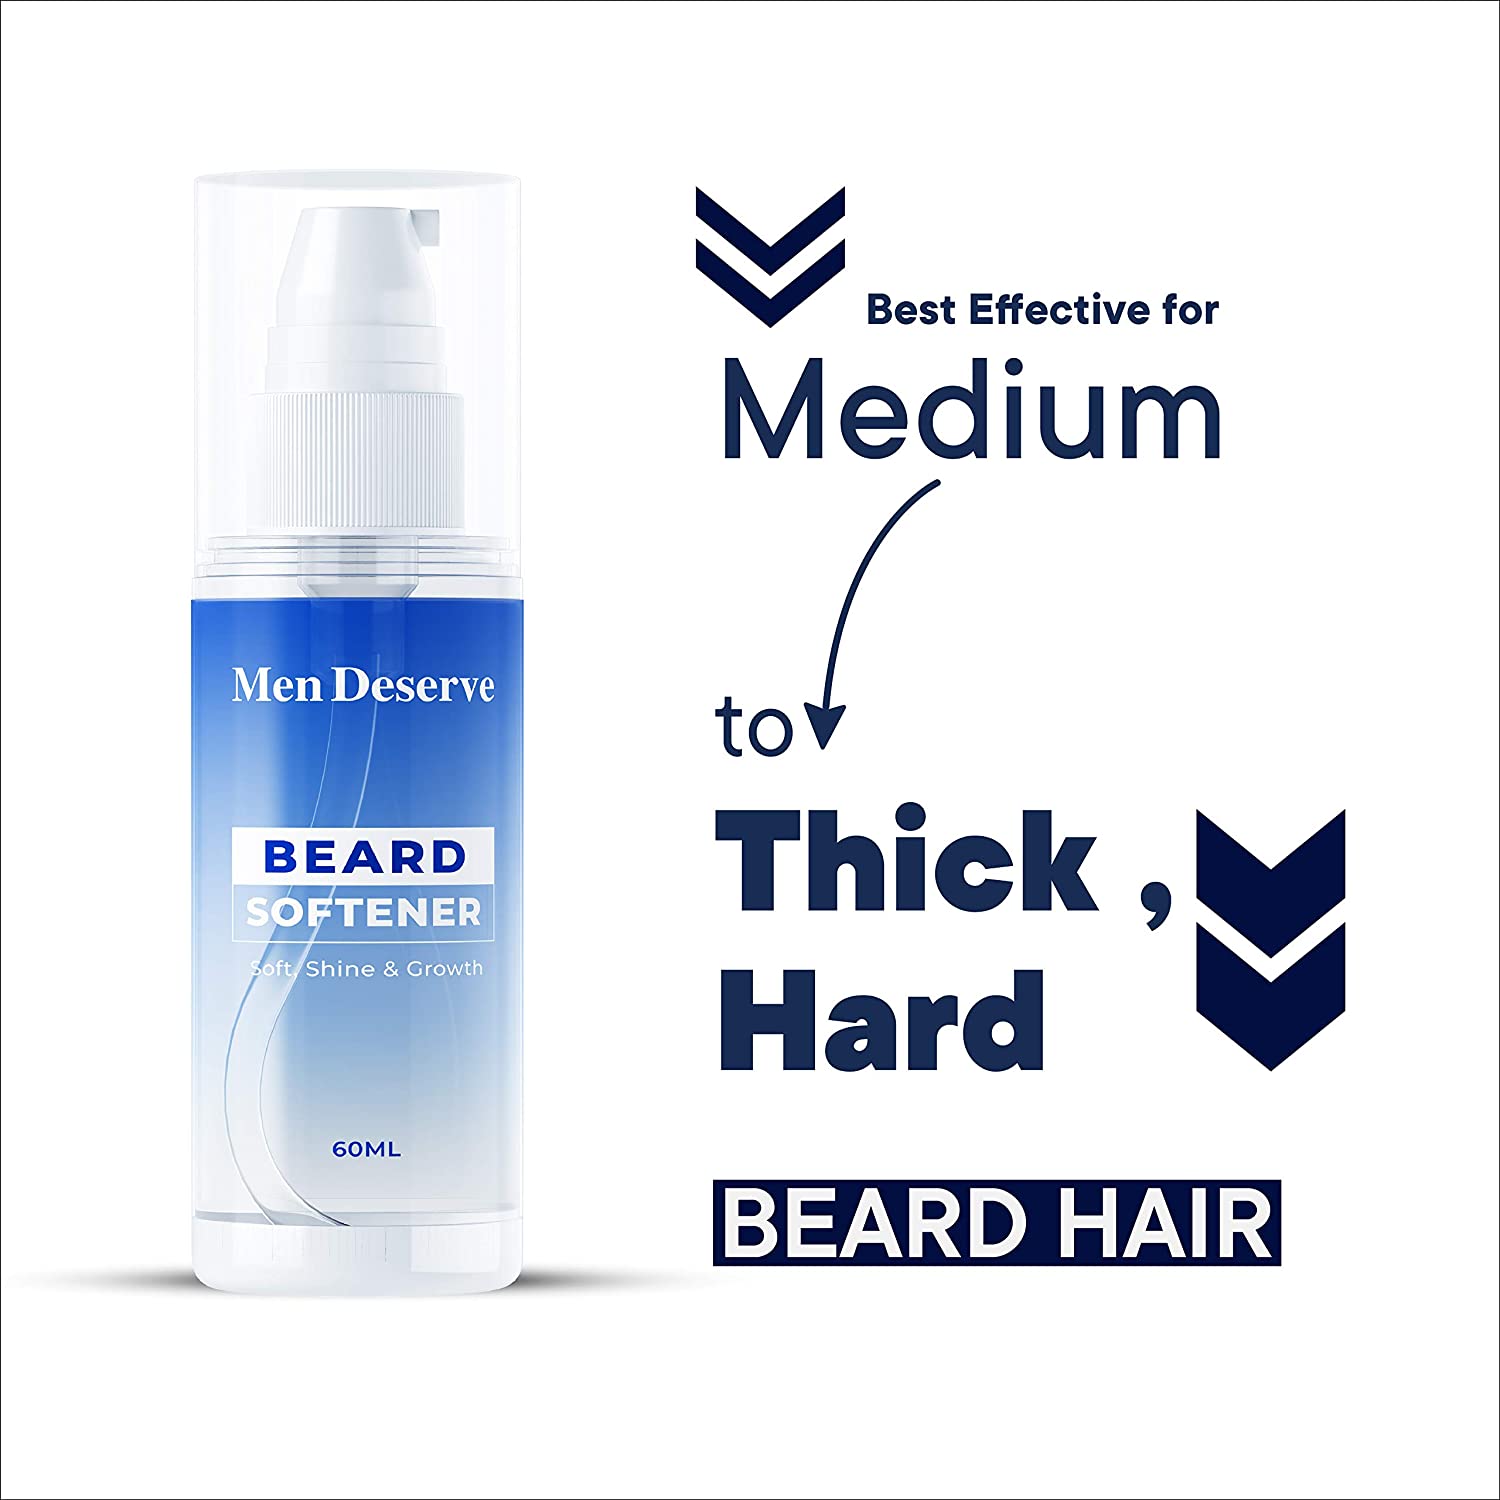 Men Deserve
BEARD
SOFTENER
Soft, Shine & Growth
60ML
Best Effective for
Medium
to
Thick ,
Hard
BEARD HAIR